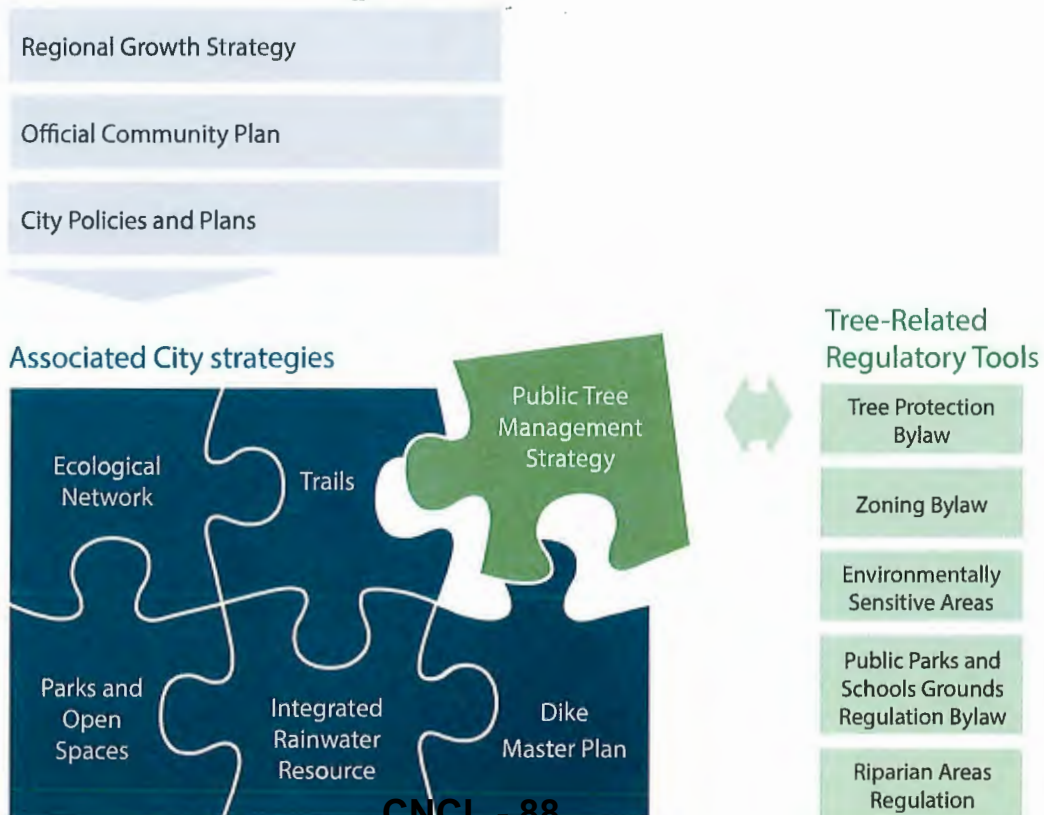 Regional Growth Strategy
Official Community Plan
City Policies and Plans
Associated City strategies
Ecological
Network
Trails
Public Tree
Management
Strategy
Parks and
Open
Spaces
Integrated
Rainwater
Resource
Dike
Master Plan
Tree-Related
Regulatory Tools
Tree Protection
Bylaw
Zoning Bylaw
Environmentally
Sensitive Areas
Public Parks and
Schools Grounds
Regulation Bylaw
Riparian Areas
Regulation
CNCL - 88